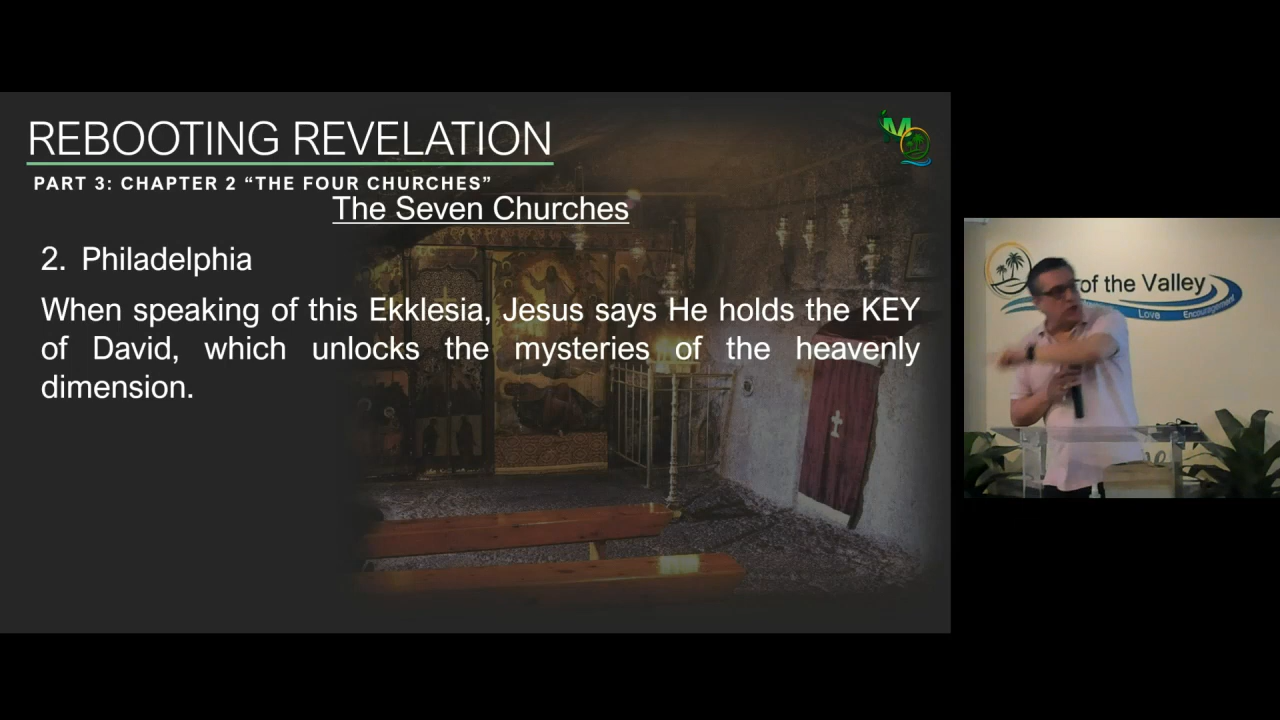 REBOOTING REVELATION
PART 3: CHAPTER 2 “THE FOUR CHURCHES”
The Seven Churches
2. Philadelphia
When speaking of this Ekklesia, Jesus says He holds the KEY
of David, which unlocks the mysteries of the heavenly
dimension.
of the Valley
Love
Encouragement